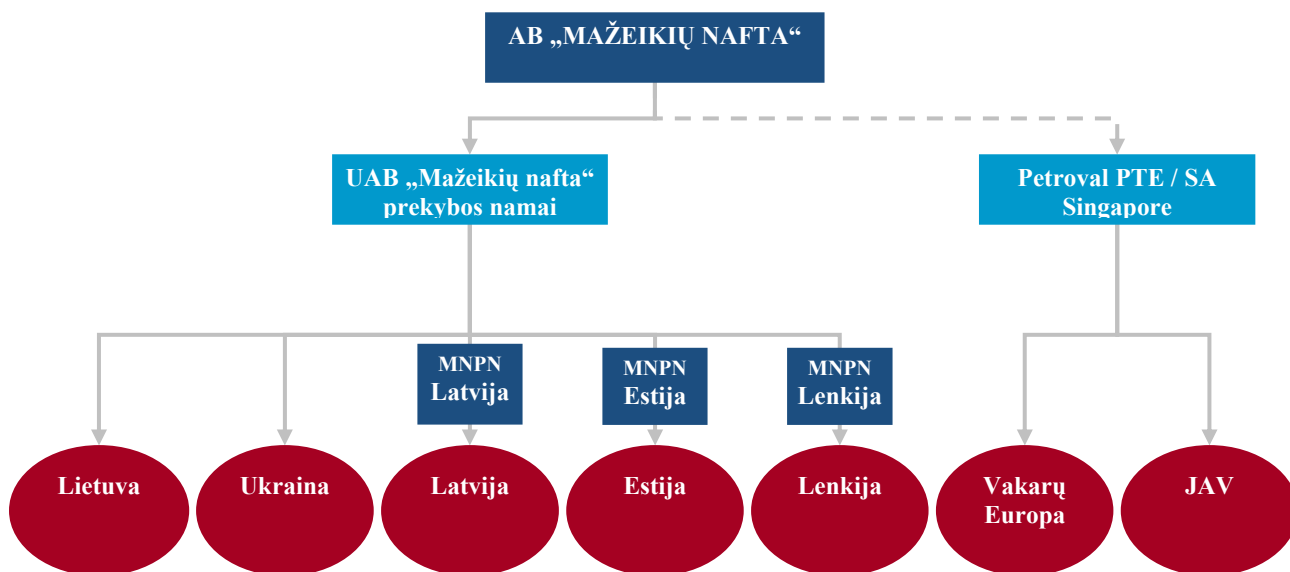 AB „MAŽEIKIŲ NAFTA“
UAB „Mažeikių nafta“
prekybos namai
Petroval PTE / SA
Singapore
MNPN
Latvija
MNPN
Estija
MNPN
Lenkija
Lietuva
Ukraina
Latvija
Estija
Lenkija
Vakarų
Europa
JAV